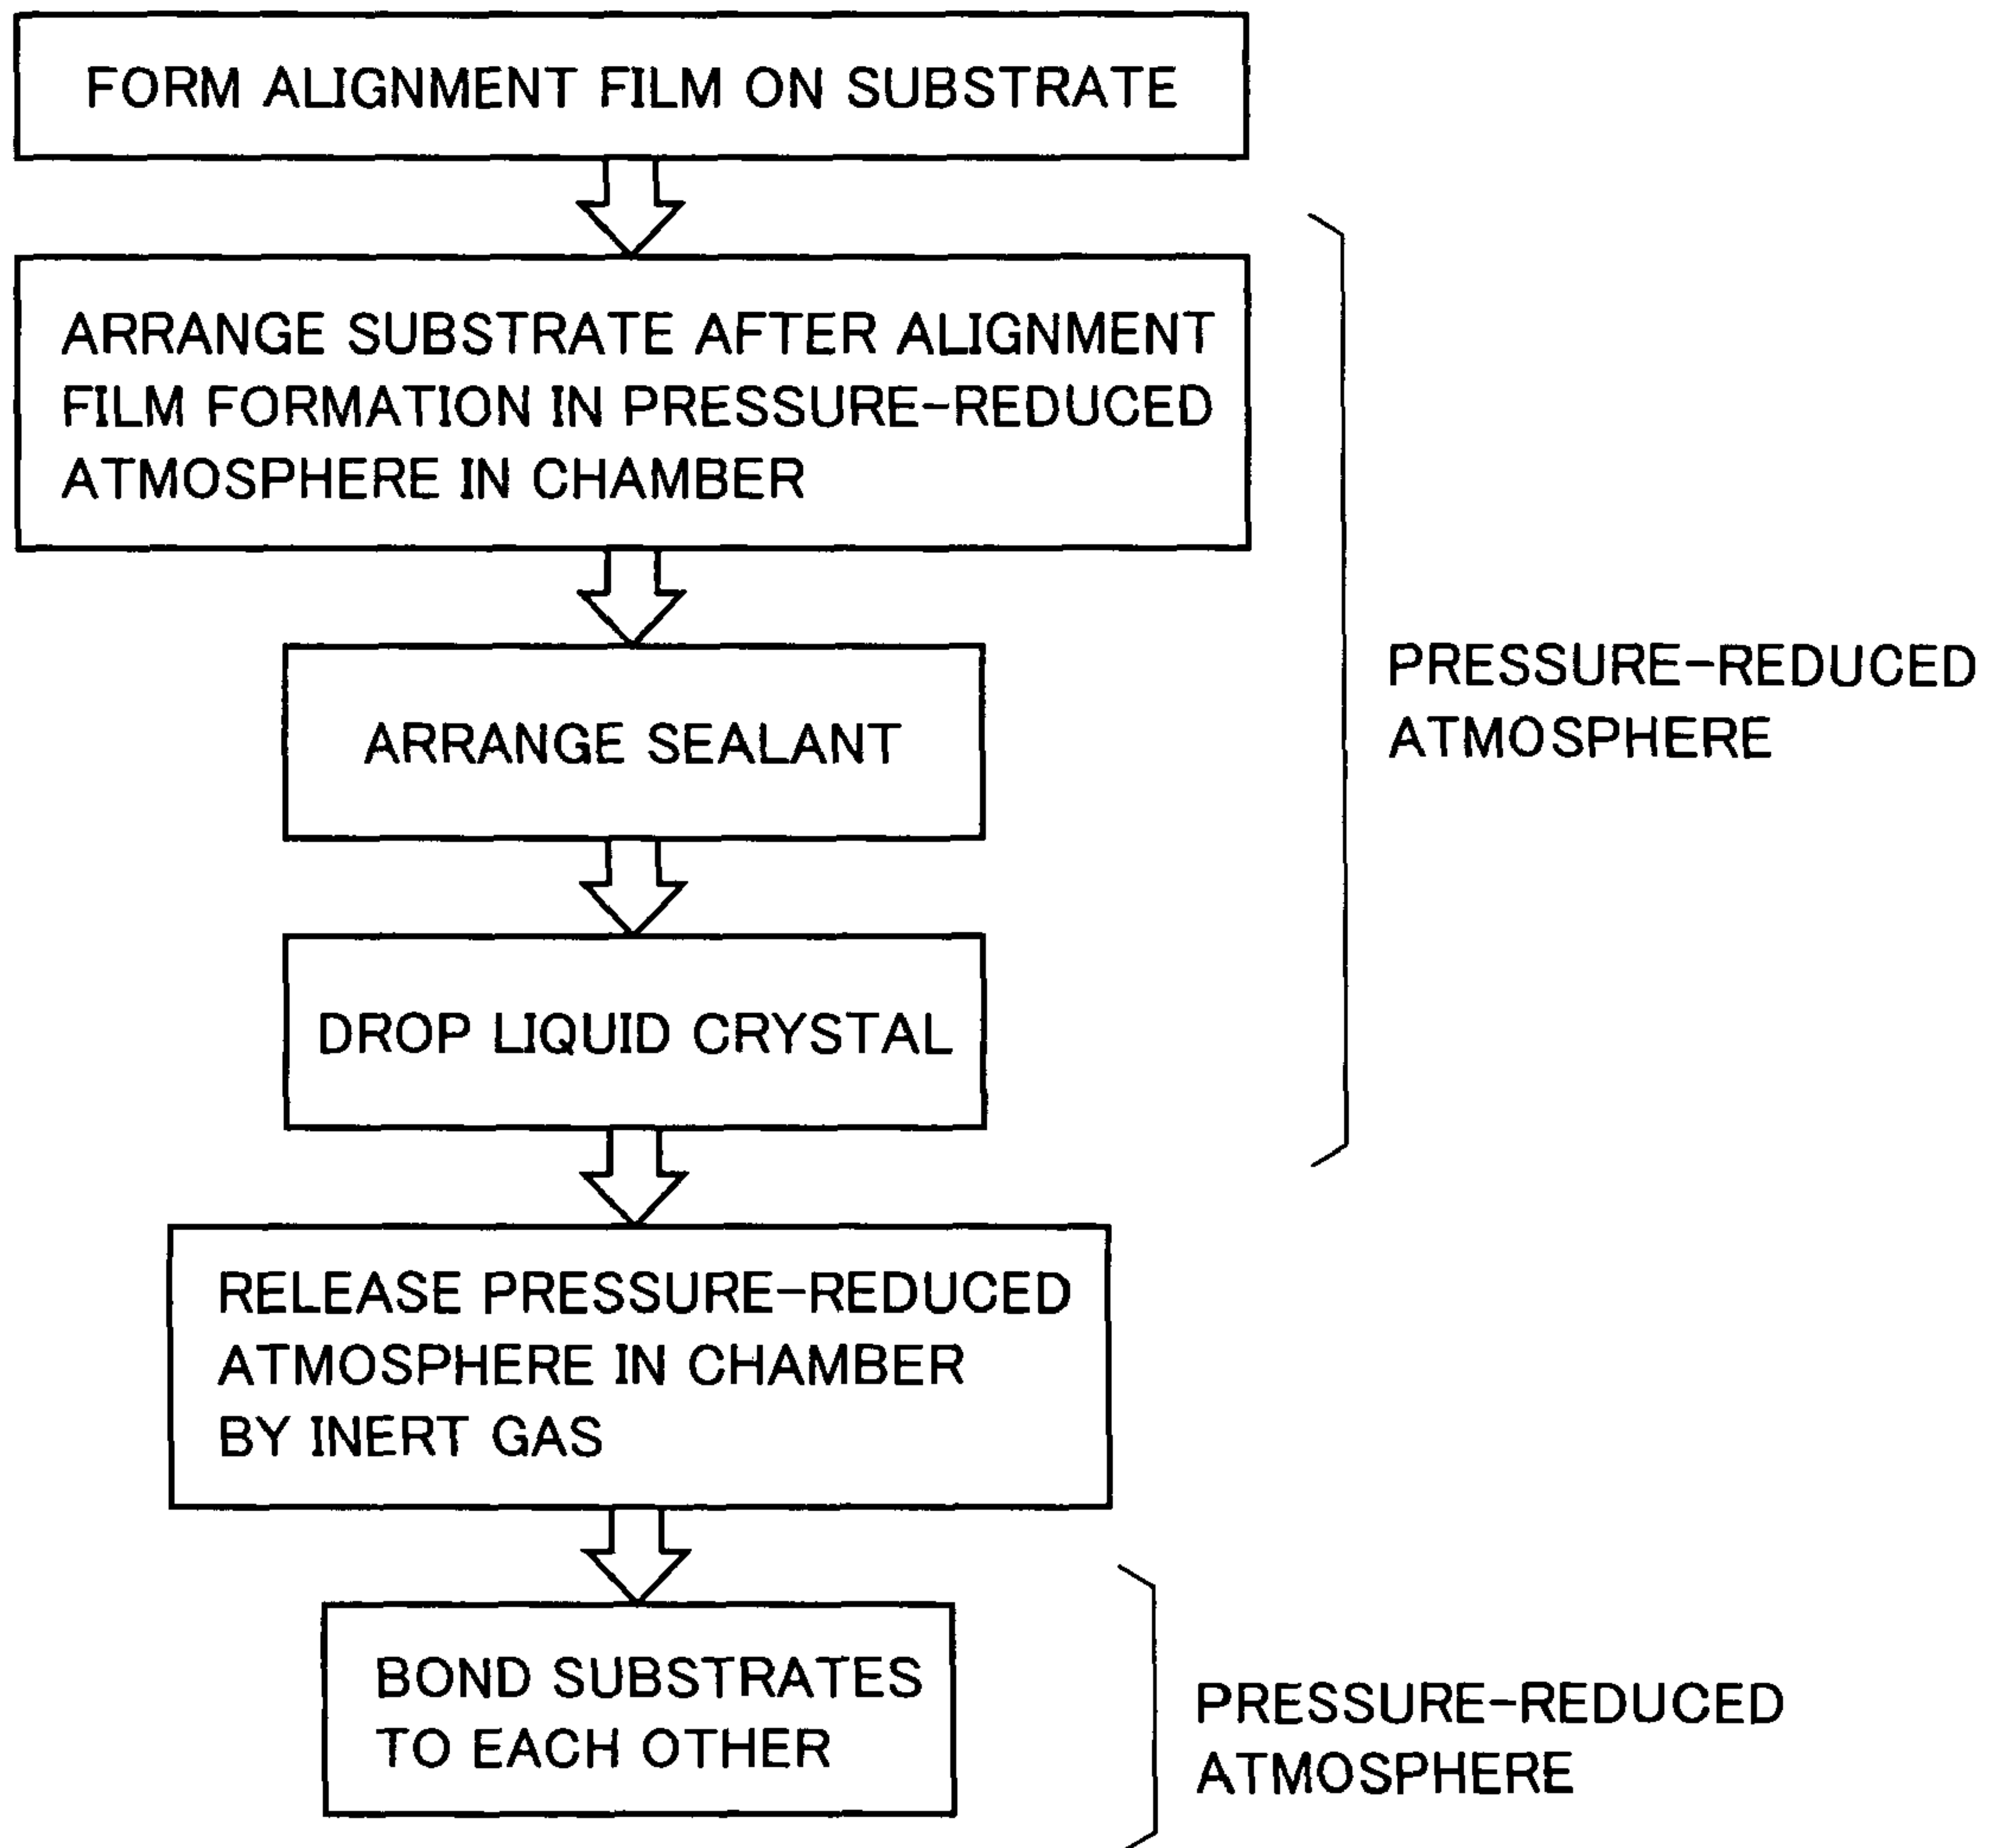 FORM ALIGNMENT FILM ON SUBSTRATE
ARRANGE SUBSTRATE AFTER ALIGNMENT
FILM FORMATION IN PRESSURE-REDUCED
ATMOSPHERE IN CHAMBER
ARRANGE SEALANT
DROP LIQUID CRYSTAL
PRESSURE-REDUCED
ATMOSPHERE
RELEASE PRESSURE-REDUCED
ATMOSPHERE IN CHAMBER
BY INERT GAS
BOND SUBSTRATES
TO EACH OTHER
PRESSURE-REDUCED
ATMOSPHERE